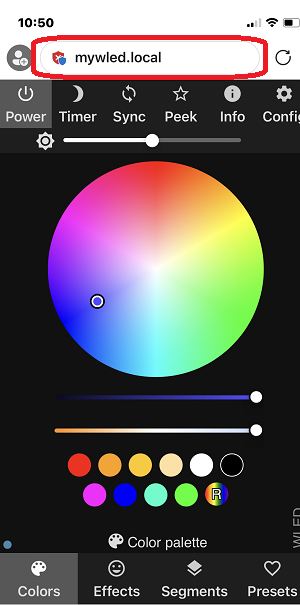 10:50
mywled.local
Power Timer Sync Peek Info Config
R
Color palette
WLED
Colors Effects Segments Presets